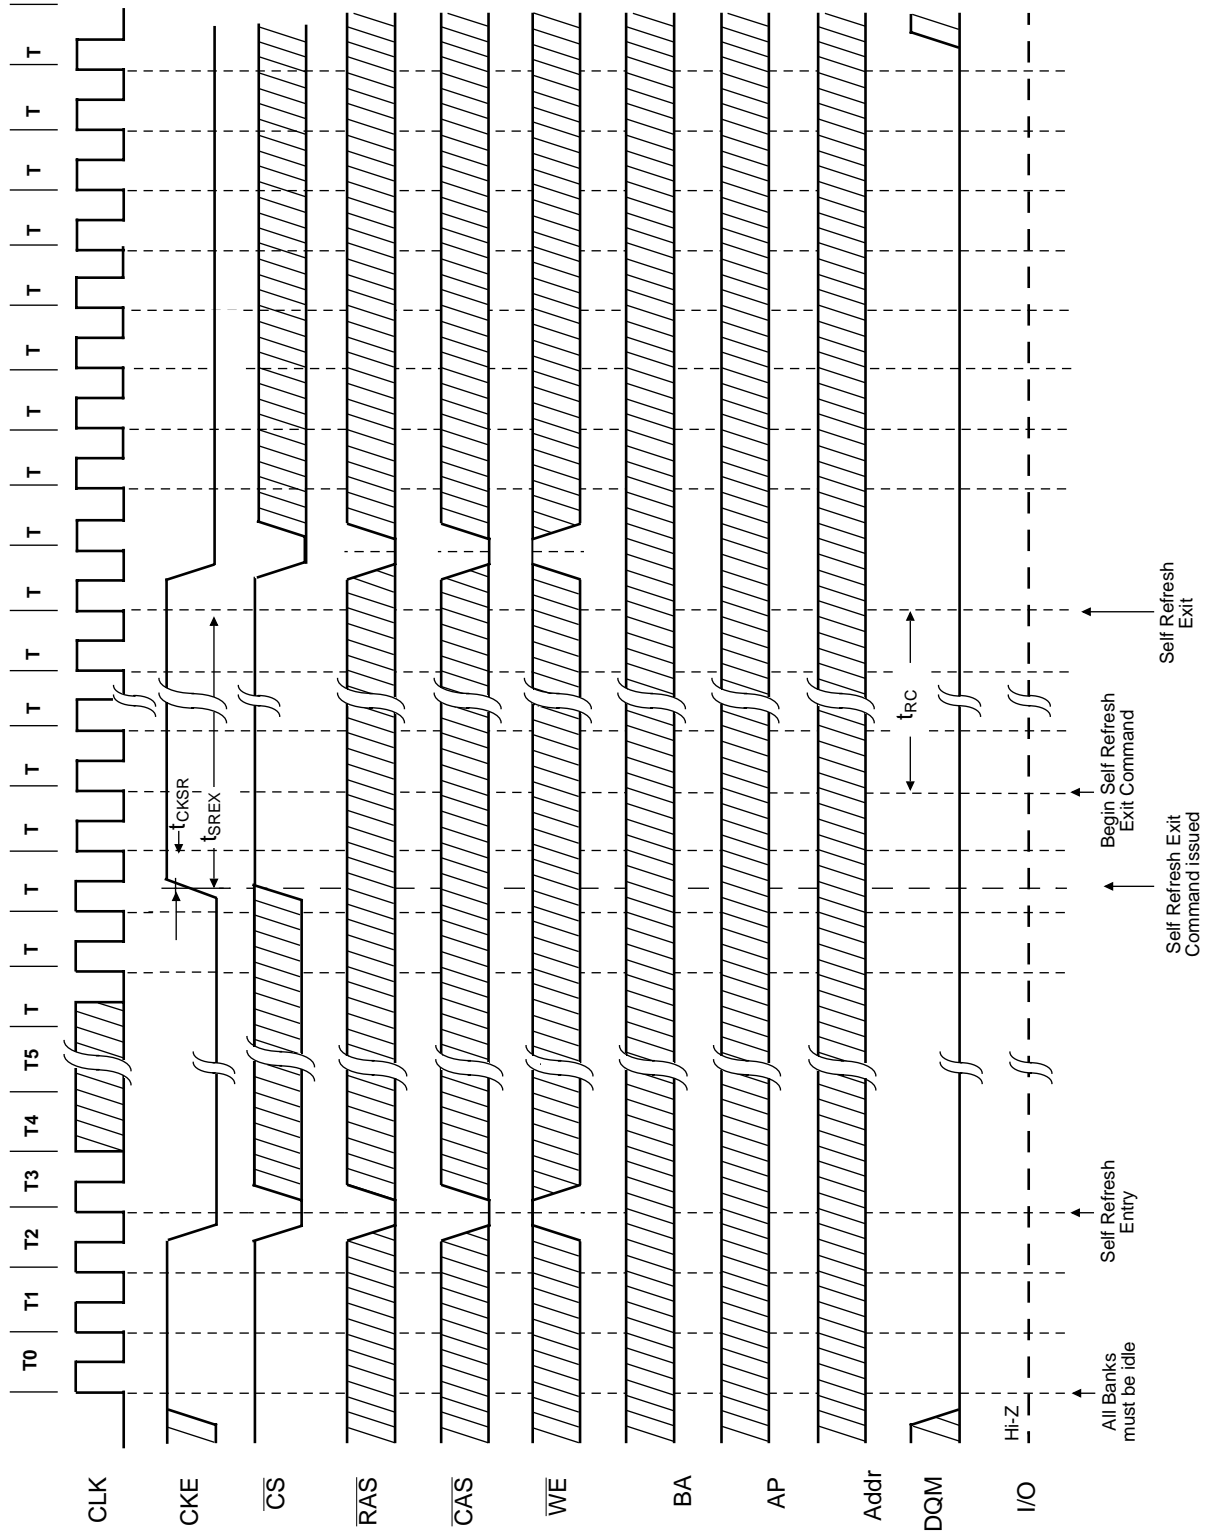 T0 T1 T2 T3 T4 T5 T T T T T T T T T T T T T T T T T
CLK
CKE
tCKSR
tSREX
CS
RAS
CAS
WE
BA
AP
Addr
DQM
tRC
Hi-Z
I/O
All Banks
must be idle
Self Refresh
Entry
Self Refresh Exit
Command issued
Begin Self Refresh
Exit Command
Self Refresh
Exit